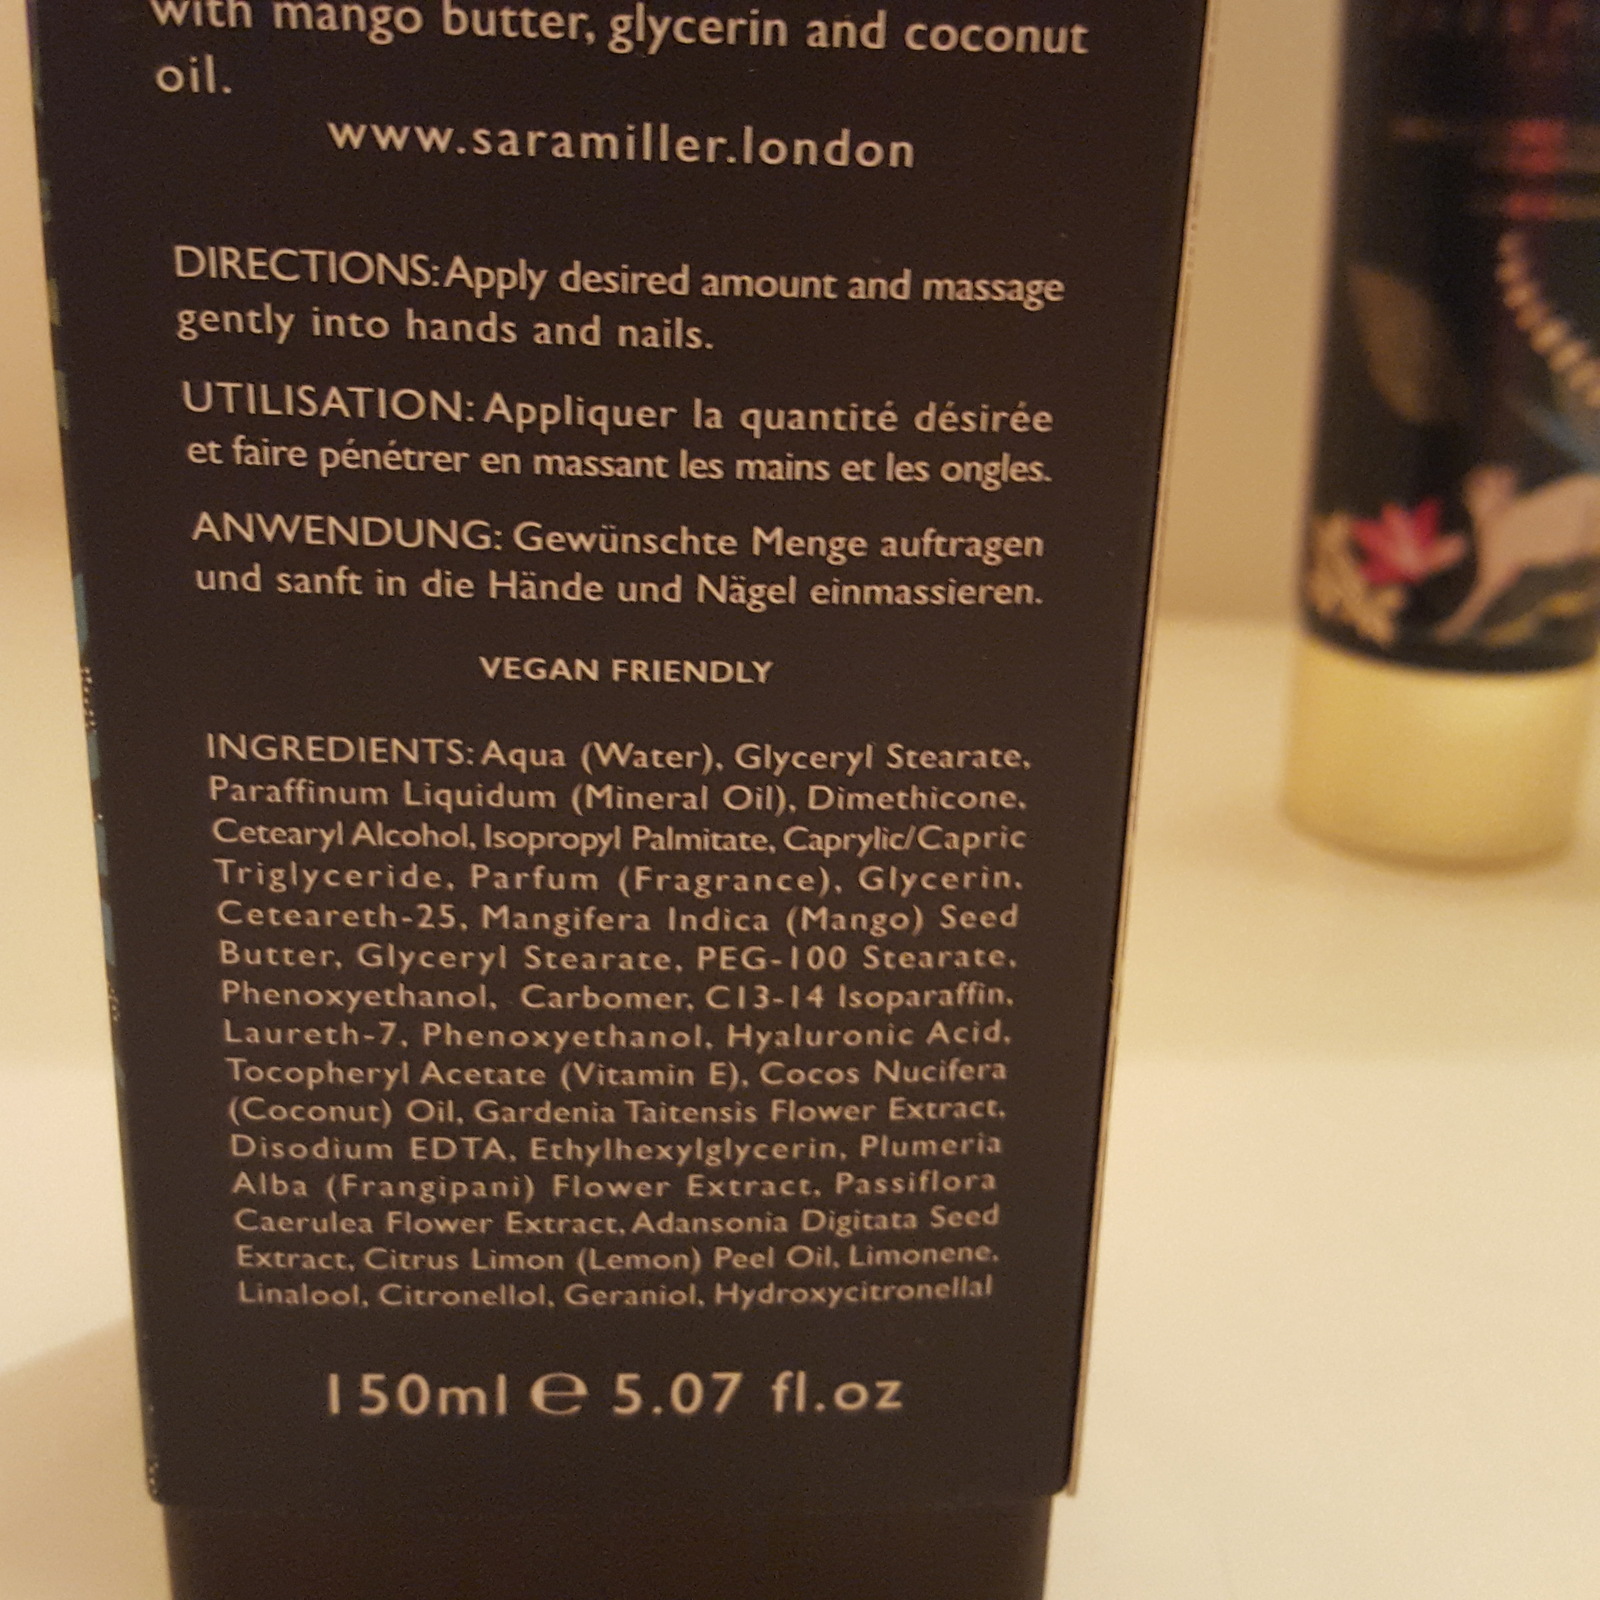 with mango butter, glycerin and coconut
oil.
www.saramiller.london
DIRECTIONS: Apply desired amount and massage
gently into hands and nails.
UTILISATION: Appliquer la quantité désirée
et faire pénétrer en massant les mains et les ongles.
ANWENDUNG: Gewünschte Menge auftragen
und sanft in die Hände und Nägel einmassieren.
VEGAN FRIENDLY
INGREDIENTS: Aqua (Water), Glyceryl Stearate,
Paraffinum Liquidum (Mineral Oil), Dimethicone,
Cetearyl Alcohol, Isopropyl Palmitate, Caprylic/Capric
Triglyceride, Parfum (Fragrance), Glycerin,
Ceteareth-25, Mangifera Indica (Mango) Seed
Butter, Glyceryl Stearate, PEG-100 Stearate,
Phenoxyethanol, Carbomer, C13-14 Isoparaffin,
Laureth-7, Phenoxyethanol, Hyaluronic Acid,
Tocopheryl Acetate (Vitamin E), Cocos Nucifera
(Coconut) Oil, Gardenia Taitensis Flower Extract,
Disodium EDTA, Ethylhexylglycerin, Plumeria
Alba (Frangipani) Flower Extract, Passiflora
Caerulea Flower Extract, Adansonia Digitata Seed
Extract, Citrus Limon (Lemon) Peel Oil, Limonene,
Linalool, Citronellol, Geraniol, Hydroxycitronellal
150ml e 5.07 fl.oz